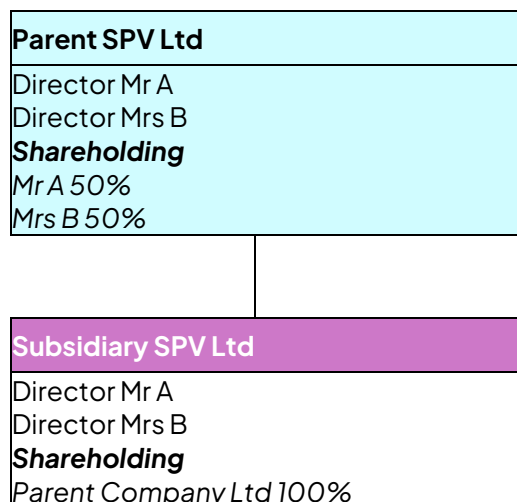 Parent SPV Ltd
Director Mr A
Director Mrs B
Shareholding
Mr A 50%
Mrs B 50%
Subsidiary SPV Ltd
Director Mr A
Director Mrs B
Shareholding
Parent Company Ltd 100%